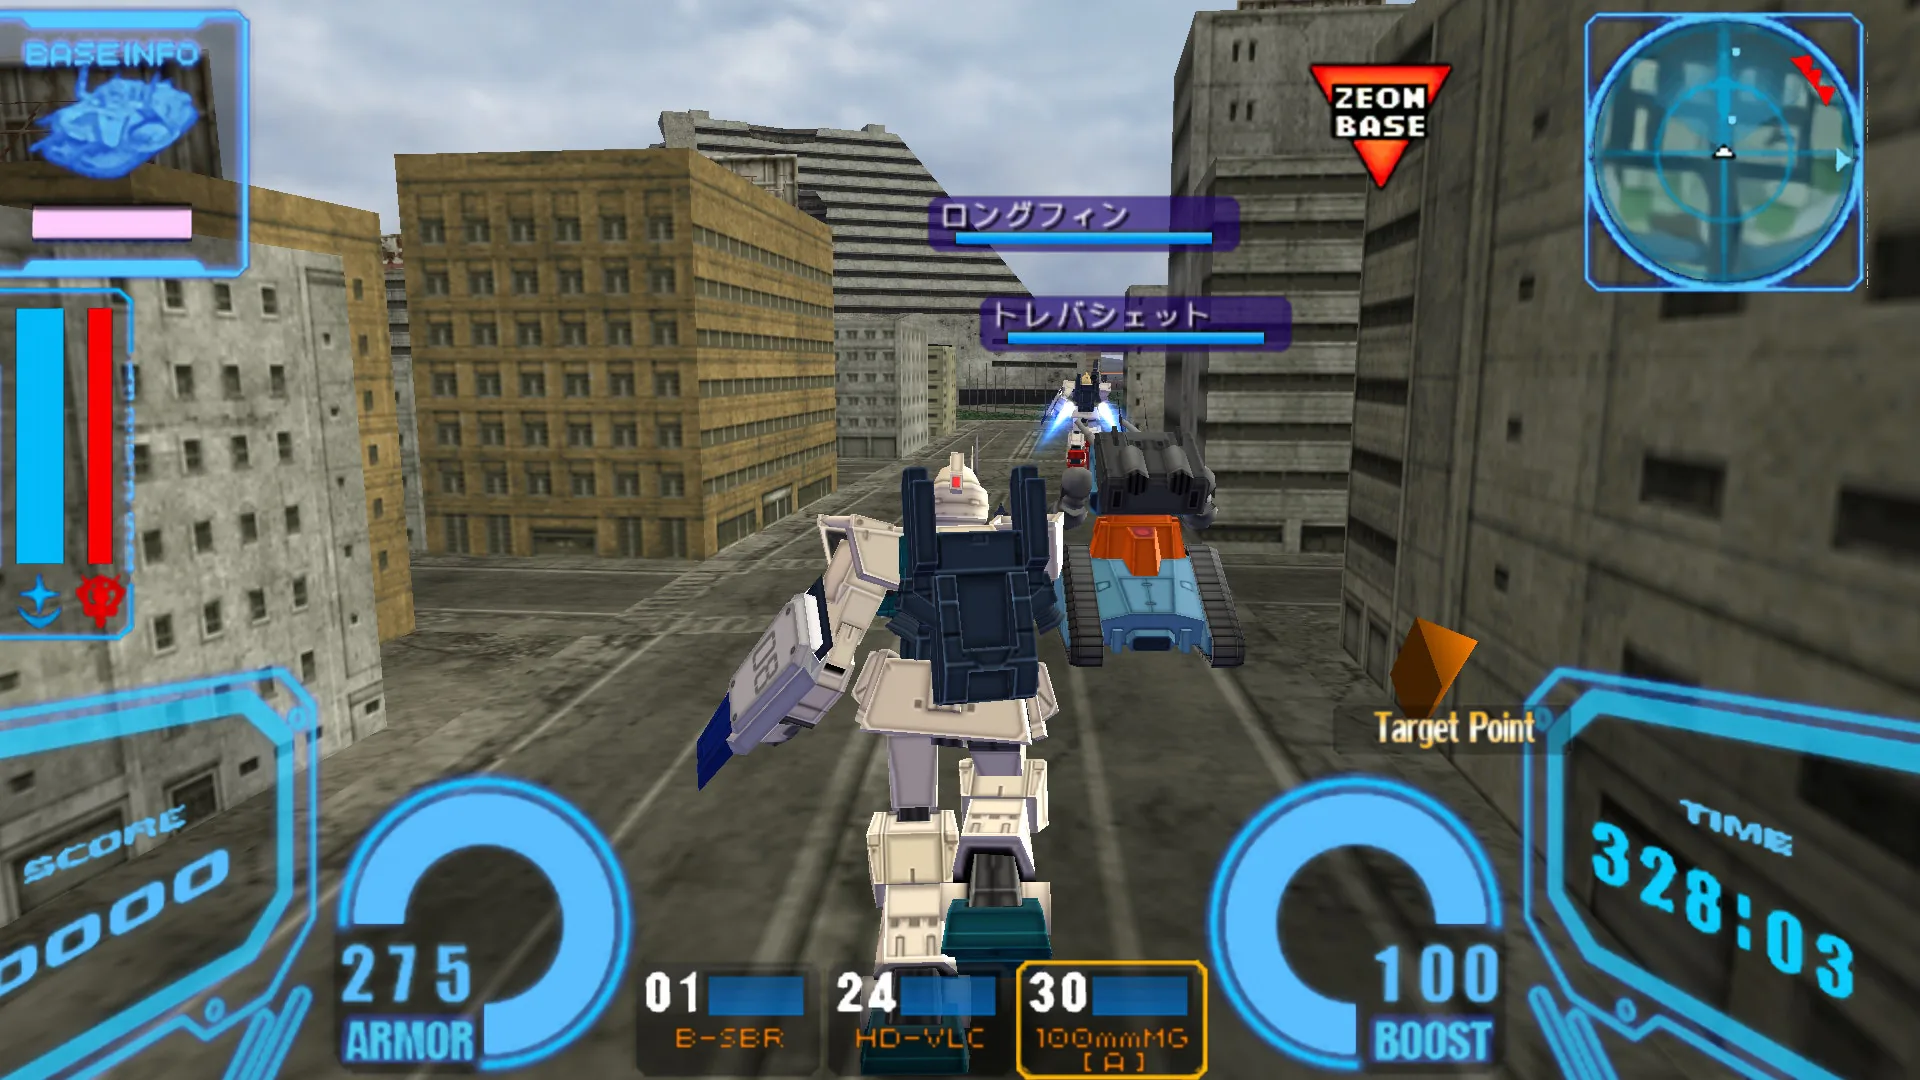 BASE INFO
ZEON
BASE
ロングフィン
トレバシェット
08
Target Point
SCORE
0000
TIME
328:03
275
ARMOR
01
B-SBR
24
HD-VLC
30
100mmMG
[A]
100
BOOST